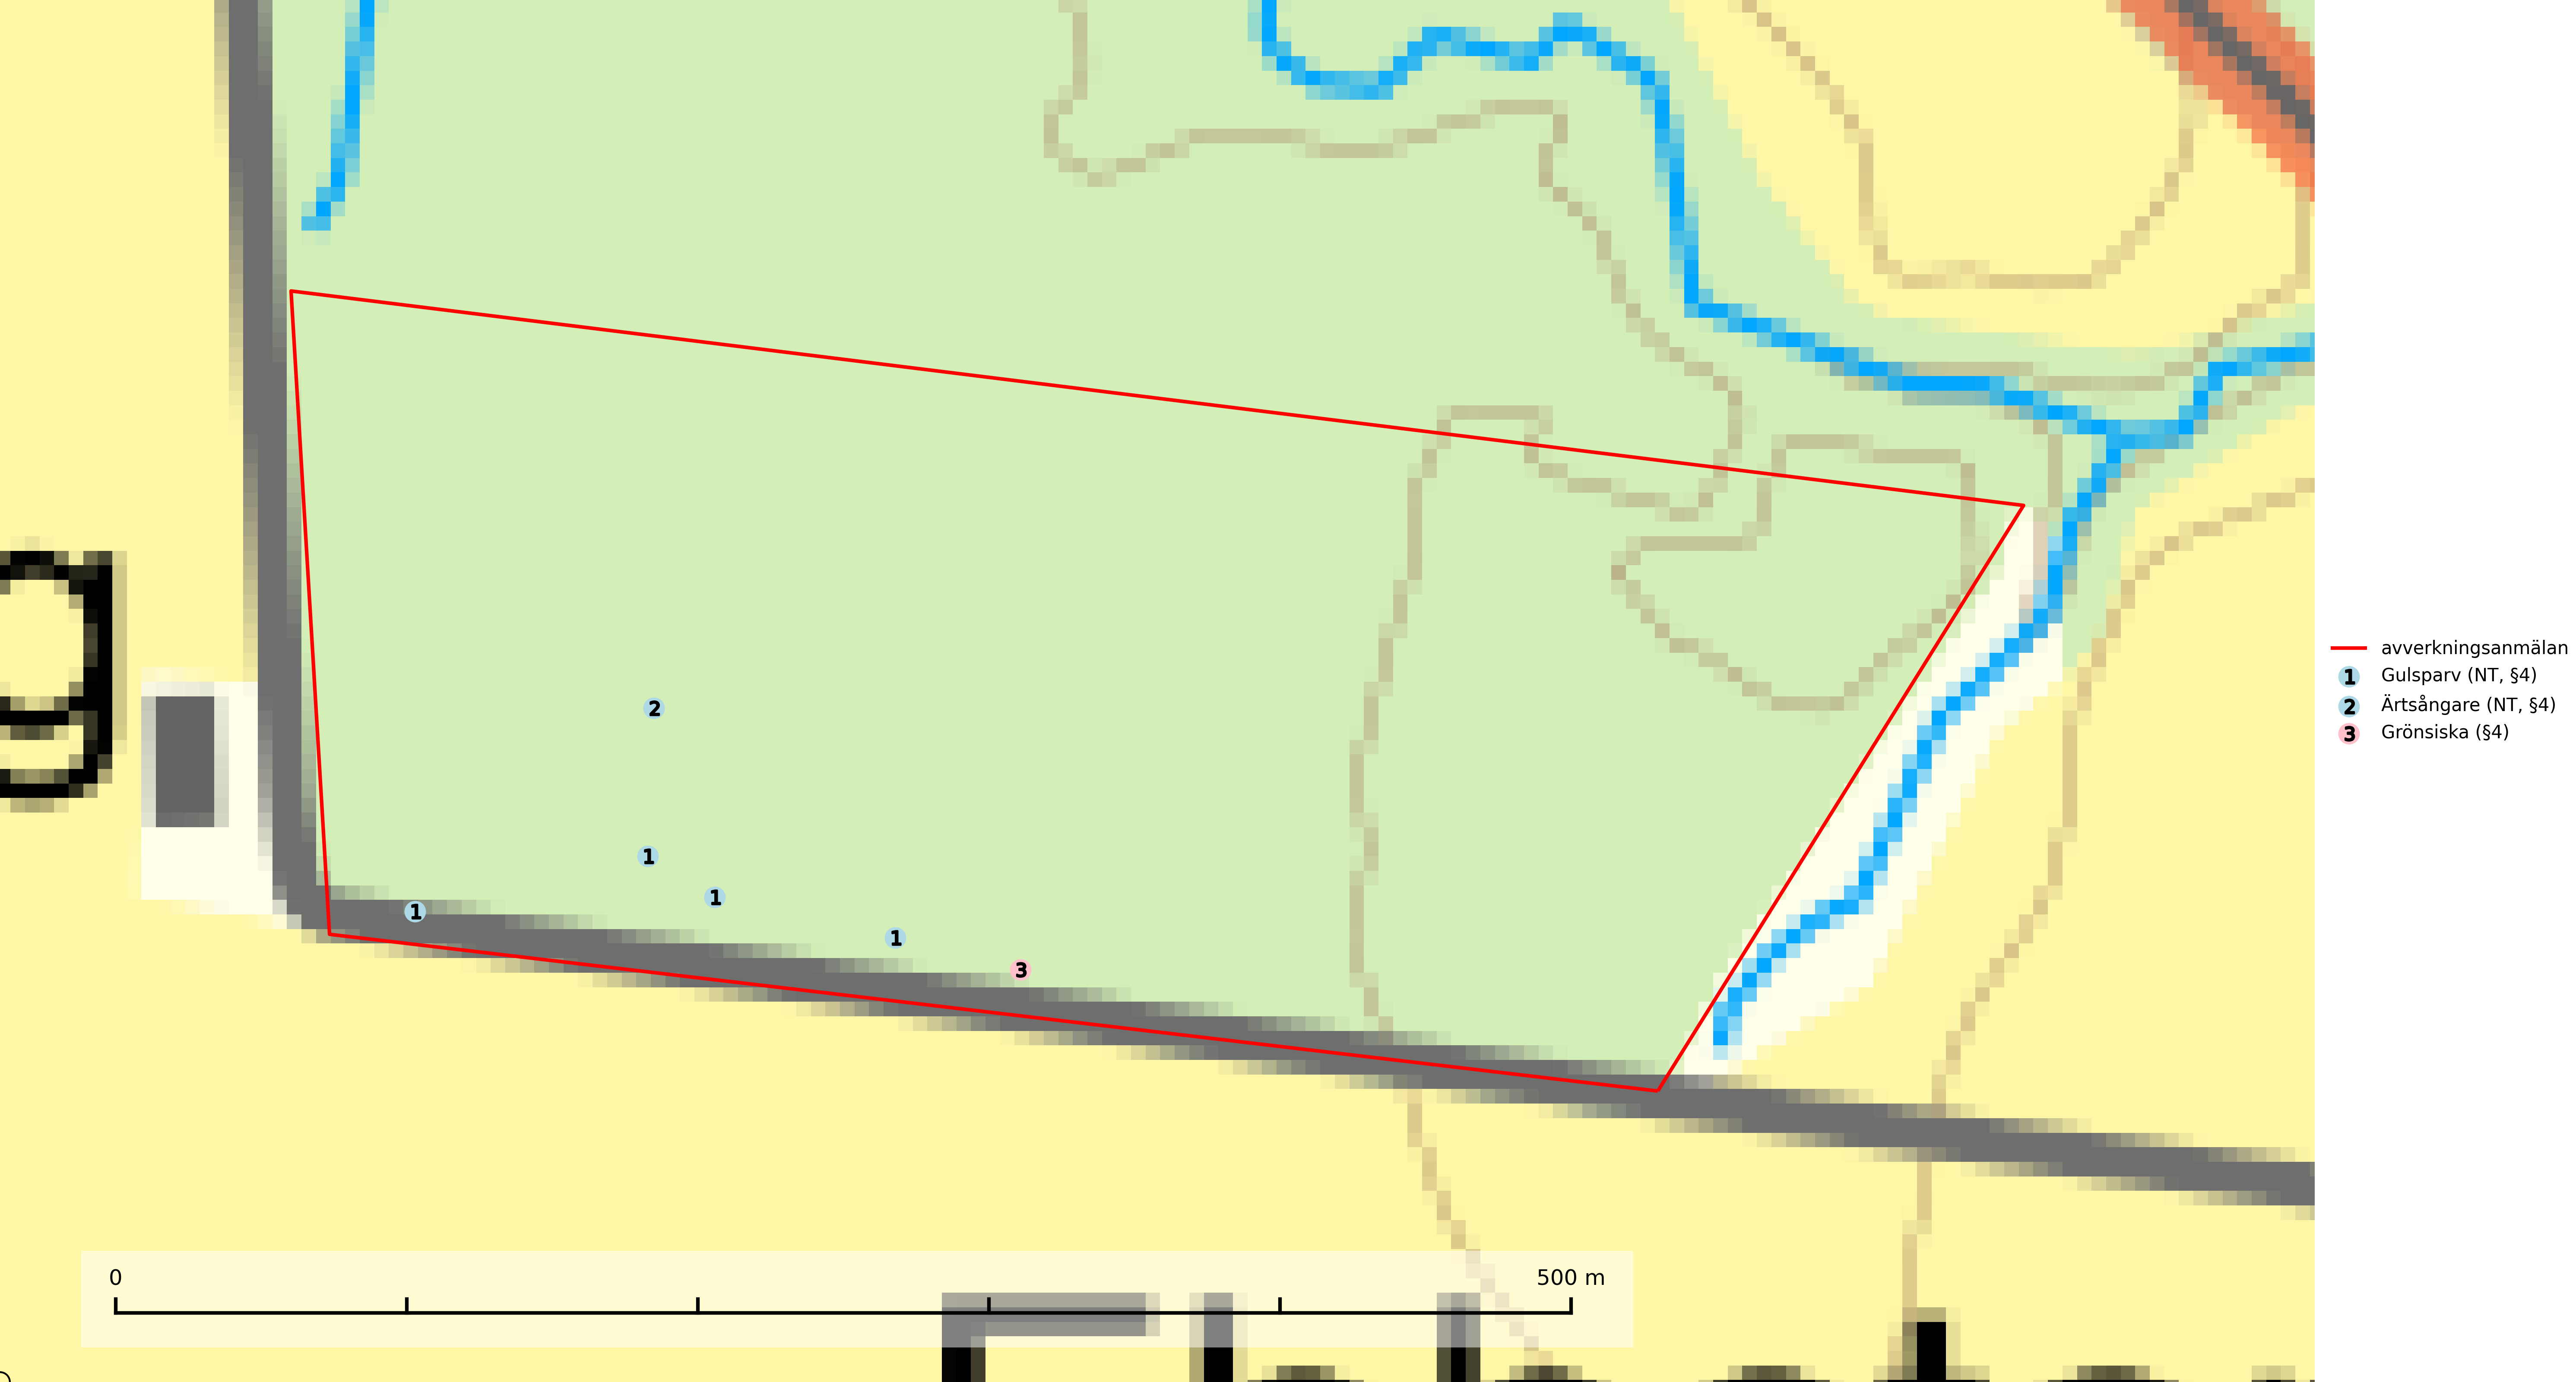 g
2
1
1
1
1
3
0
500 m
avverkningsanmälan
1 Gulsparv (NT, §4)
2 Ärtsångare (NT, §4)
3 Grönsiska (§4)